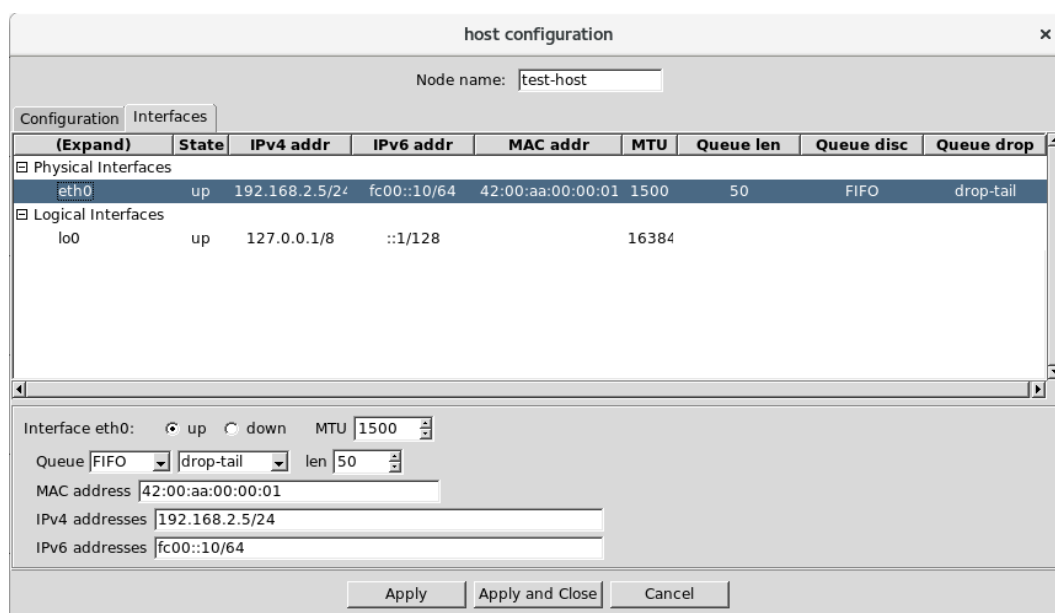 host configuration
Node name: test-host
Configuration Interfaces
(Expand) State IPv4 addr IPv6 addr MAC addr MTU Queue len Queue disc Queue drop
Physical Interfaces
eth0 up 192.168.2.5/24 fc00::10/64 42:00:aa:00:00:01 1500 50 FIFO drop-tail
Logical Interfaces
lo0 up 127.0.0.1/8 ::1/128 16384
Interface eth0: up down MTU 1500
Queue FIFO drop-tail len 50
MAC address 42:00:aa:00:00:01
IPv4 addresses 192.168.2.5/24
IPv6 addresses fc00::10/64
Apply Apply and Close Cancel